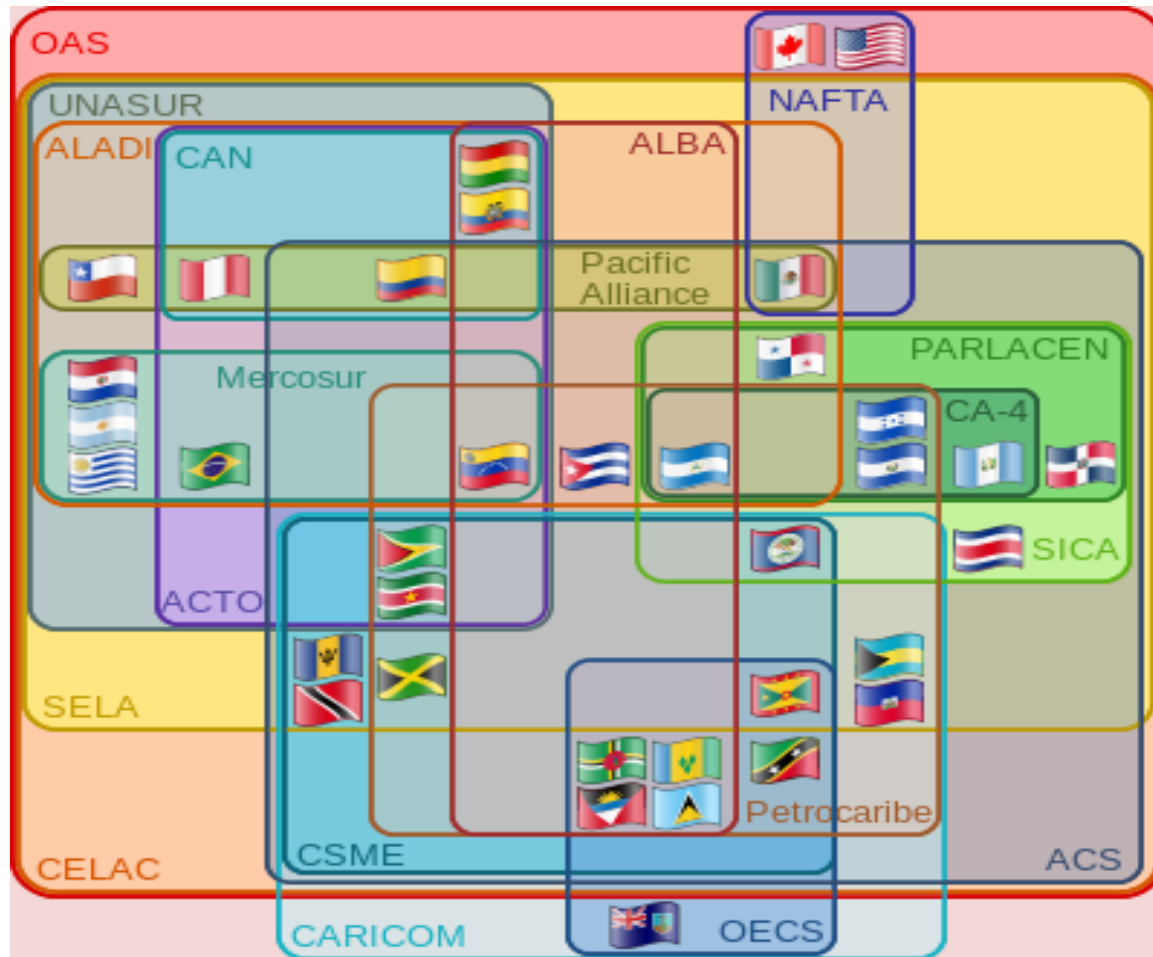 OAS
UNASUR
NAFTA
ALADI
CAN
ALBA
Pacific
Alliance
PARLACEN
Mercosur
CA-4
SICA
ACTO
SELA
Petrocaribe
CSME
ACS
CELAC
CARICOM
OECS